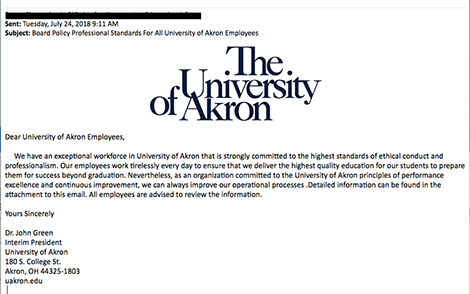 Sent: Tuesday, July 24, 2018 9:11 AM
Subject: Board Policy Professional Standards For All University of Akron Employees
The
University
of Akron
Dear University of Akron Employees,
We have an exceptional workforce in University of Akron that is strongly committed to the highest standards of ethical conduct and
professionalism. Our employees work tirelessly every day to ensure that we deliver the highest quality education for our students to prepare
them for success beyond graduation. Nevertheless, as an organization committed to the University of Akron principles of performance
excellence and continuous improvement, we can always improve our operational processes .Detailed information can be found in the
attachment to this email. All employees are advised to review the information.
Yours Sincerely
Dr. John Green
Interim President
University of Akron
180 S. College St.
Akron, OH 44325-1803
uakron.edu